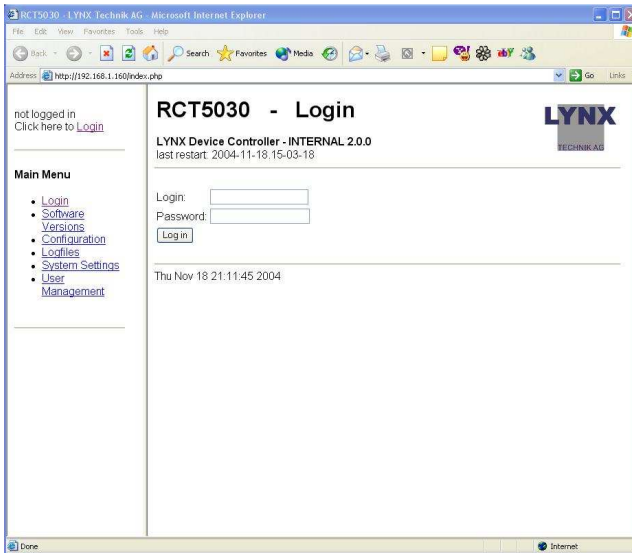 RCT5030 - LYNX Technik AG - Microsoft Internet Explorer
File Edit View Favorites Tools Help
Back Search Favorites Media
Address http://192.168.1.160/index.php Go Links
not logged in
Click here to Login
Main Menu
Login
Software
Versions
Configuration
Logfiles
System Settings
User
Management
RCT5030 - Login
LYNX Device Controller - INTERNAL 2.0.0
last restart: 2004-11-18.15-03-18
LYNX
TECHNIK AG
Login:
Password:
Log in
Thu Nov 18 21:11:45 2004
Done Internet